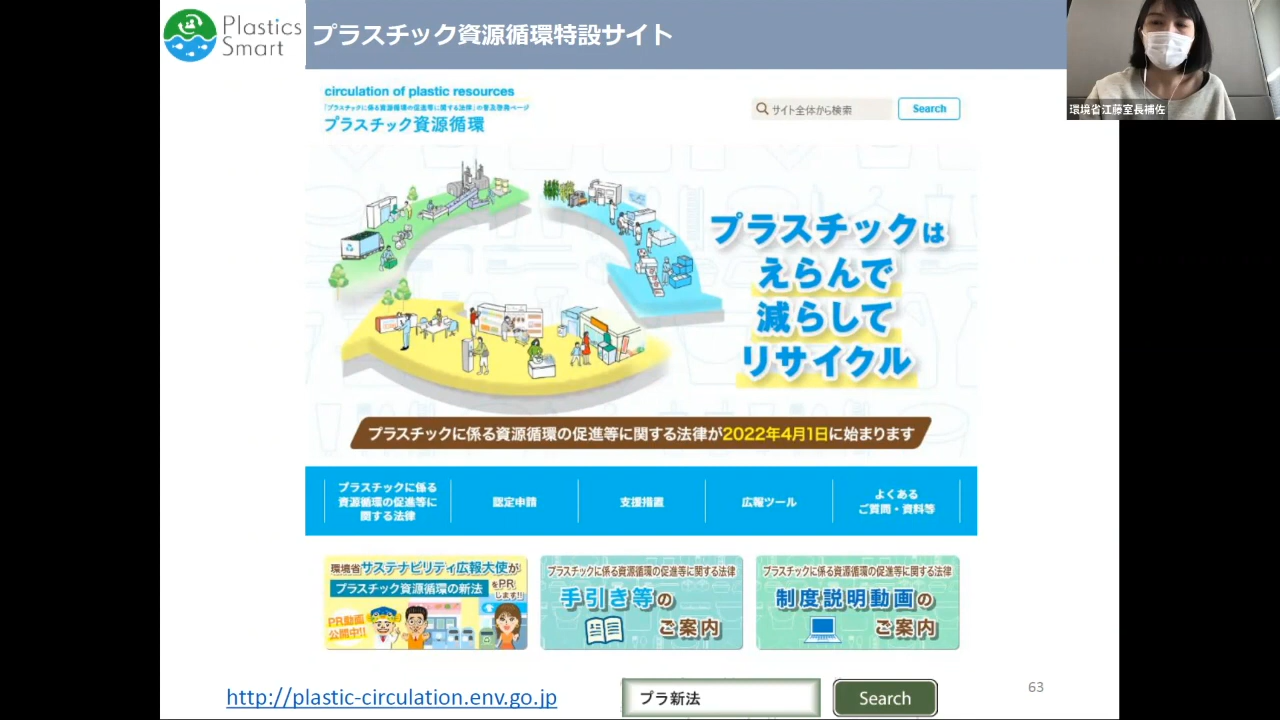 Plastics
Smart
プラスチック資源循環特設サイト
環境省江藤室長補佐
circulation of plastic resources
「プラスチックに係る資源循環の促進等に関する法律」の普及啓発ページ
プラスチック資源循環
サイト全体から検索
Search
プラスチックは
えらんで
減らして
リサイクル
プラスチックに係る資源循環の促進等に関する法律が2022年4月1日に始まります
プラスチックに係る
資源循環の促進等に
関する法律
認定申請
支援措置
広報ツール
よくある
ご質問・資料等
環境省サステナビリティ広報大使が
プラスチック資源循環の新法
をPR
します!!
PR動画
公開中!!
プラスチックに係る資源循環の促進等に関する法律
手引き等の
ご案内
プラスチックに係る資源循環の促進等に関する法律
制度説明動画の
ご案内
http://plastic-circulation.env.go.jp
プラ新法
Search
63